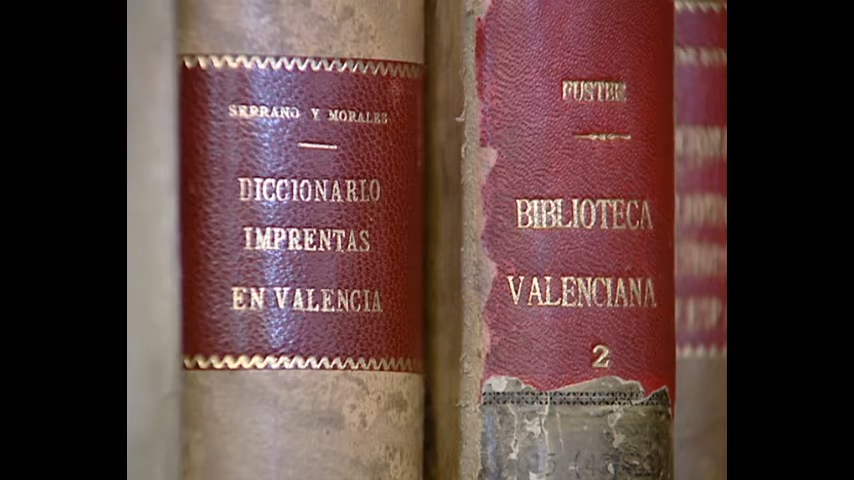 SERRANO Y MORALES
DICCIONARIO
IMPRENTAS
EN VALENCIA
FUSTER
BIBLIOTECA
VALENCIANA
2